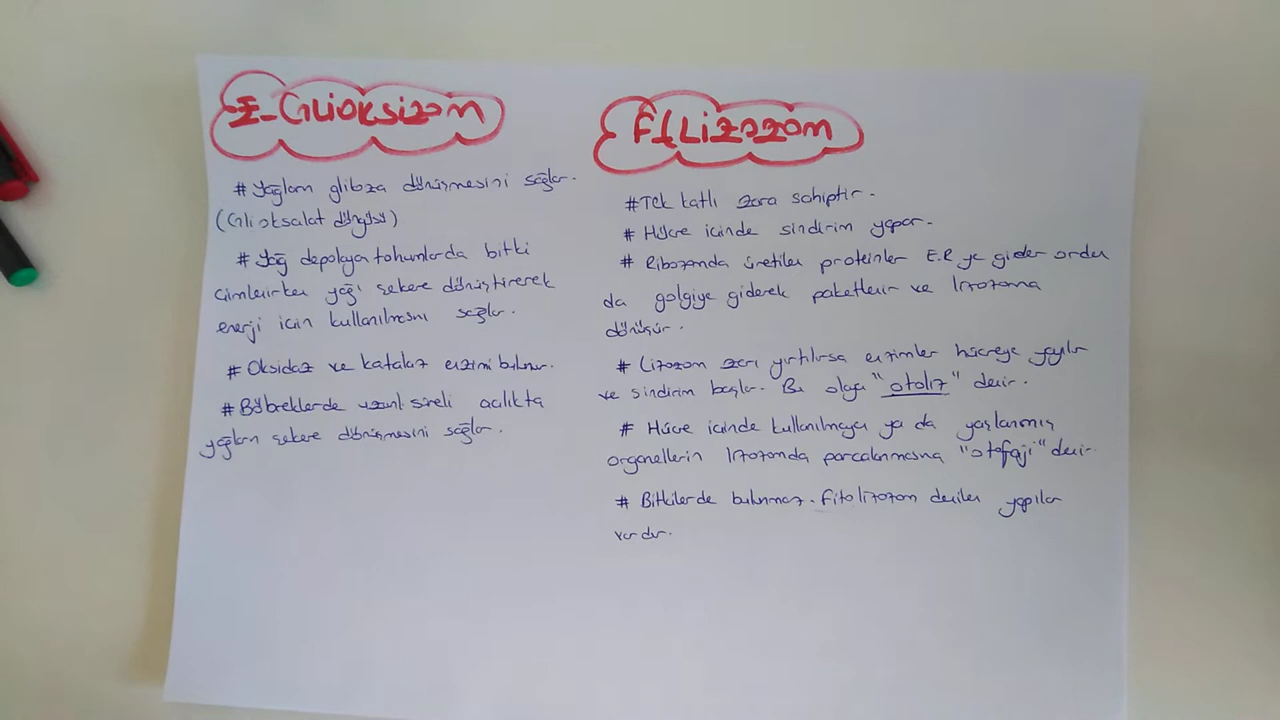 E- Glioksizom
# Yağların glikoza dönüşmesini sağlar.
(Glioksalat döngüsü)
# Yağ depolayan tohumlarda bitki
çimlenirken yağı şekere dönüştürerek
enerji için kullanılmasını sağlar.
# Oksidaz ve katalaz enzimi bulunur.
# Böbreklerde uzun süreli açlıkta
yağların şekere dönüşmesini sağlar.
F- Lizozom
# Tek katlı zara sahiptir.
# Hücre içinde sindirim yapar.
# Ribozomda üretilen proteinler E.R ye gider ordan
da golgiye giderek paketlenir ve lizozoma
dönüşür.
# Lizozom zarı yırtılırsa enzimler hücreye yayılır
ve sindirim başlar. Bu olaya "otoliz" denir.
# Hücre içinde kullanılmayan ya da yaşlanmış
organellerin lizozomda parçalanmasına "otofaji" denir.
# Bitkilerde bulunmaz. Fitolizozom denilen yapılar
vardır.